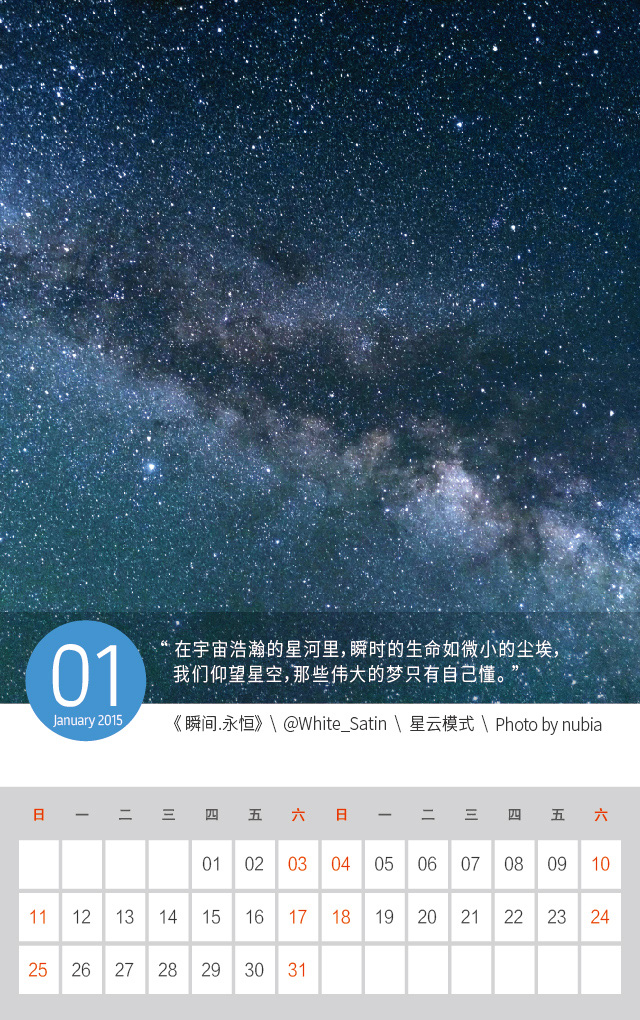 “ 在宇宙浩瀚的星河里，瞬时的生命如微小的尘埃，
我们仰望星空，那些伟大的梦只有自己懂。”
01
January 2015
《 瞬间.永恒》 \ @White_Satin \ 星云模式 \ Photo by nubia
日 一 二 三 四 五 六 日 一 二 三 四 五 六
01 02 03 04 05 06 07 08 09 10
11 12 13 14 15 16 17 18 19 20 21 22 23 24
25 26 27 28 29 30 31